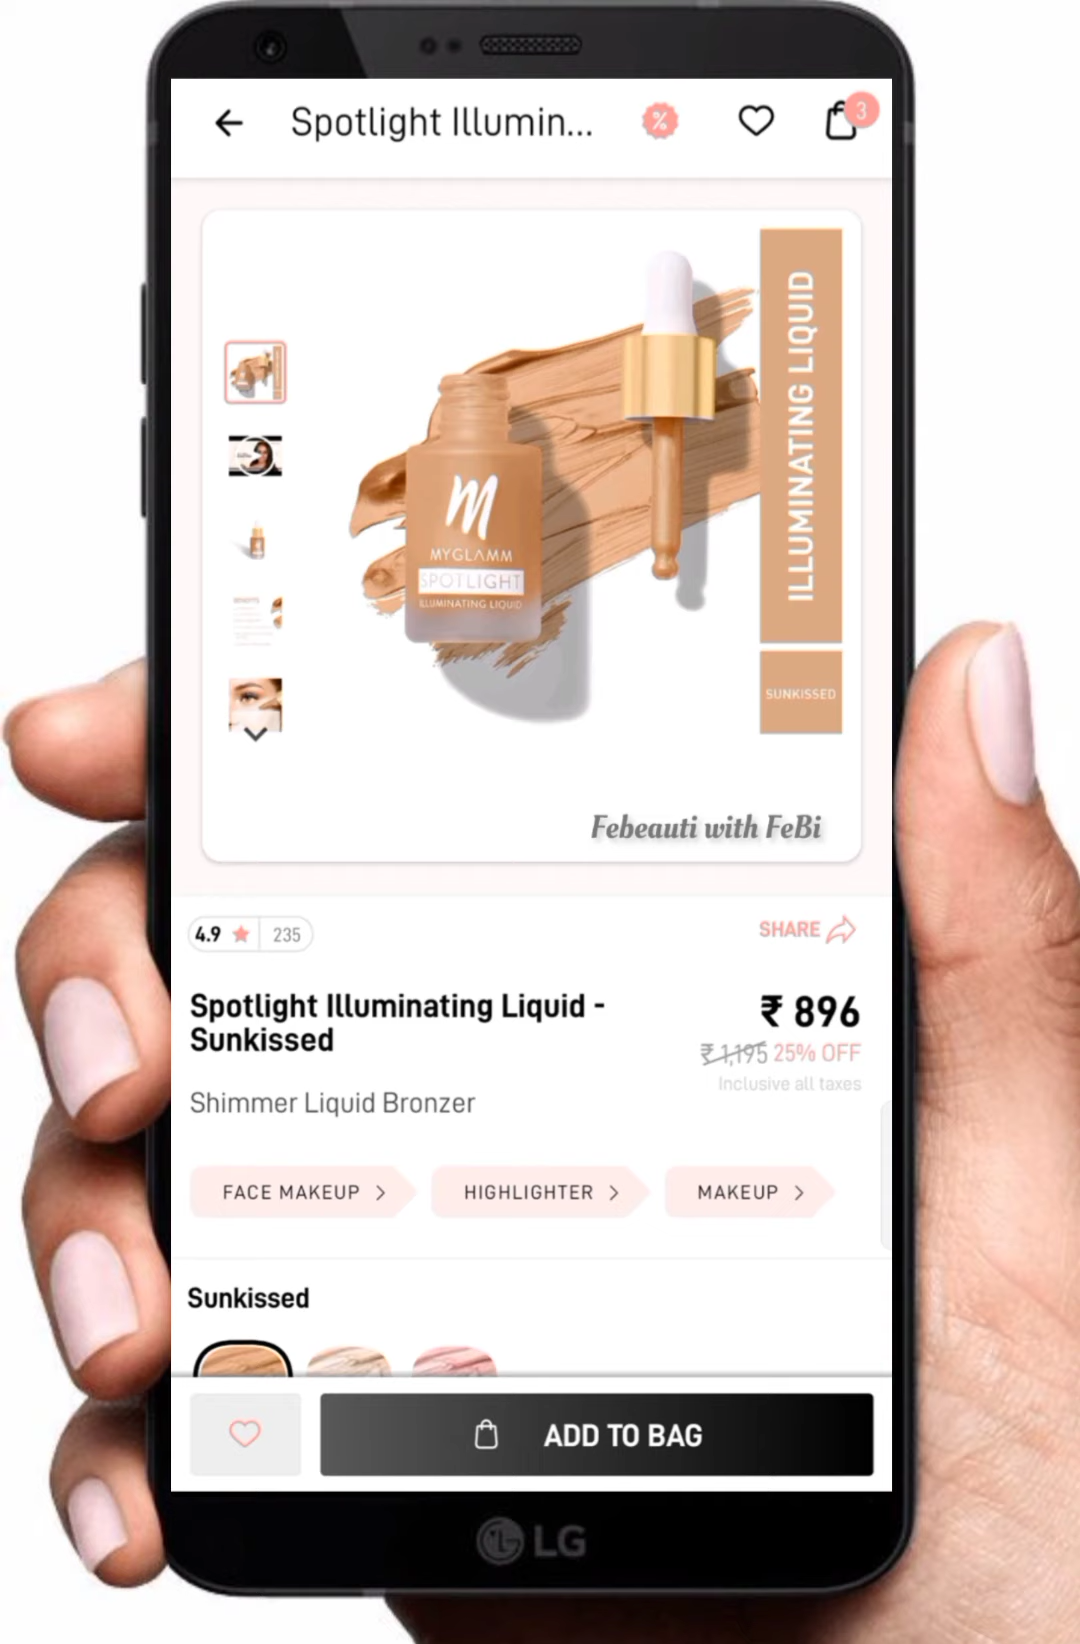 Spotlight Illumin...
%
3
ILLUMINATING LIQUID
SUNKISSED
MYGLAMM
SPOTLIGHT
ILLUMINATING LIQUID
Febeauti with FeBi
4.9
235
SHARE
Spotlight Illuminating Liquid -
Sunkissed
₹ 896
₹ 1,195 25% OFF
Inclusive all taxes
Shimmer Liquid Bronzer
FACE MAKEUP >
HIGHLIGHTER >
MAKEUP >
Sunkissed
ADD TO BAG
LG